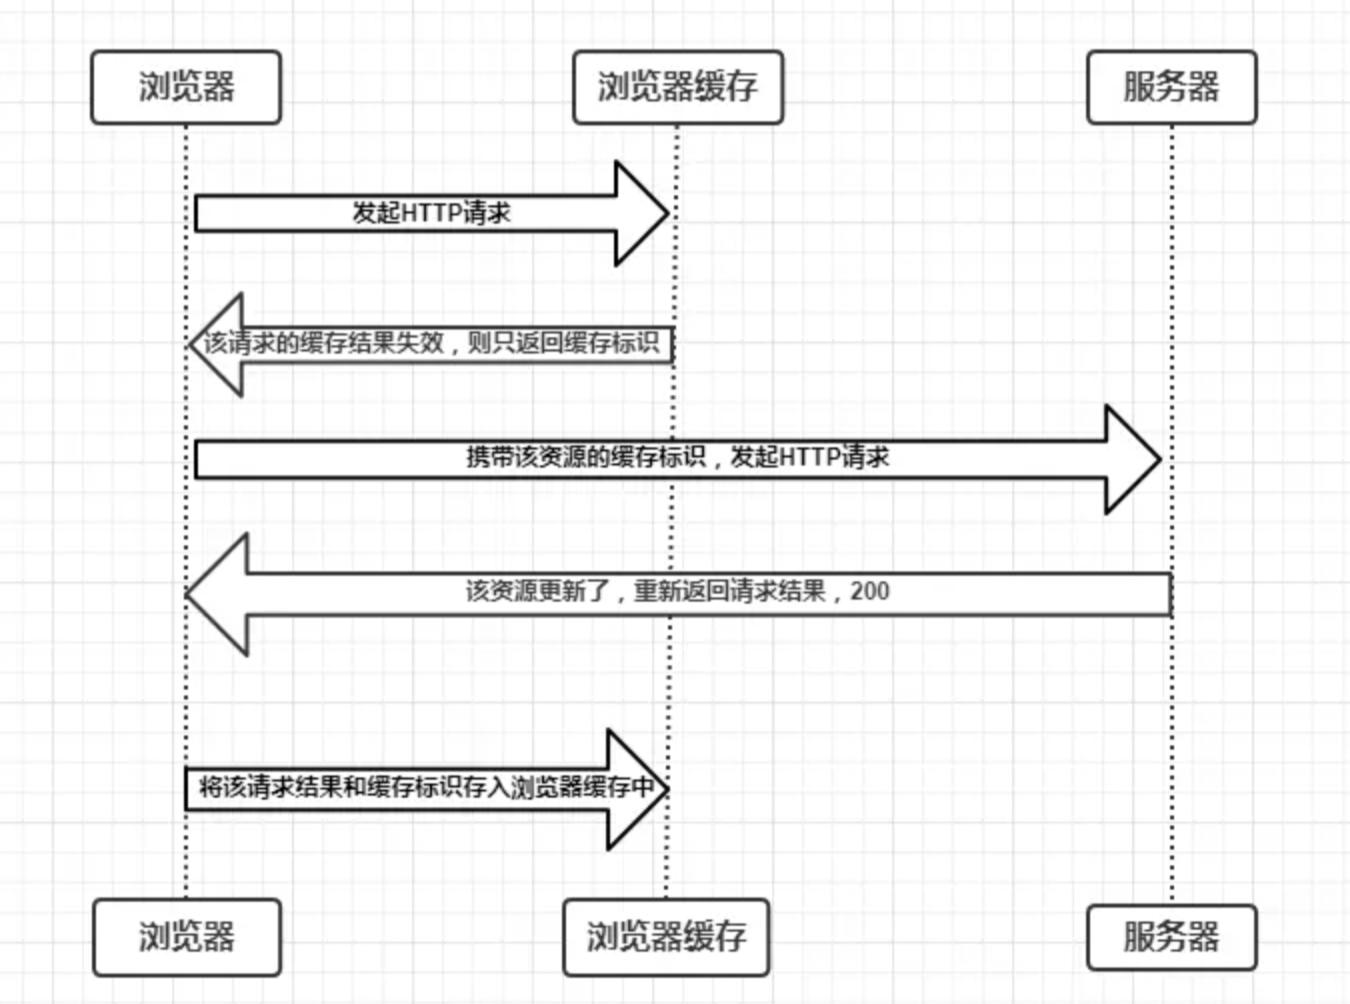 浏览器
浏览器缓存
服务器
发起HTTP请求
该请求的缓存结果失效，则只返回缓存标识
携带该资源的缓存标识，发起HTTP请求
该资源更新了，重新返回请求结果，200
将该请求结果和缓存标识存入浏览器缓存中
浏览器
浏览器缓存
服务器